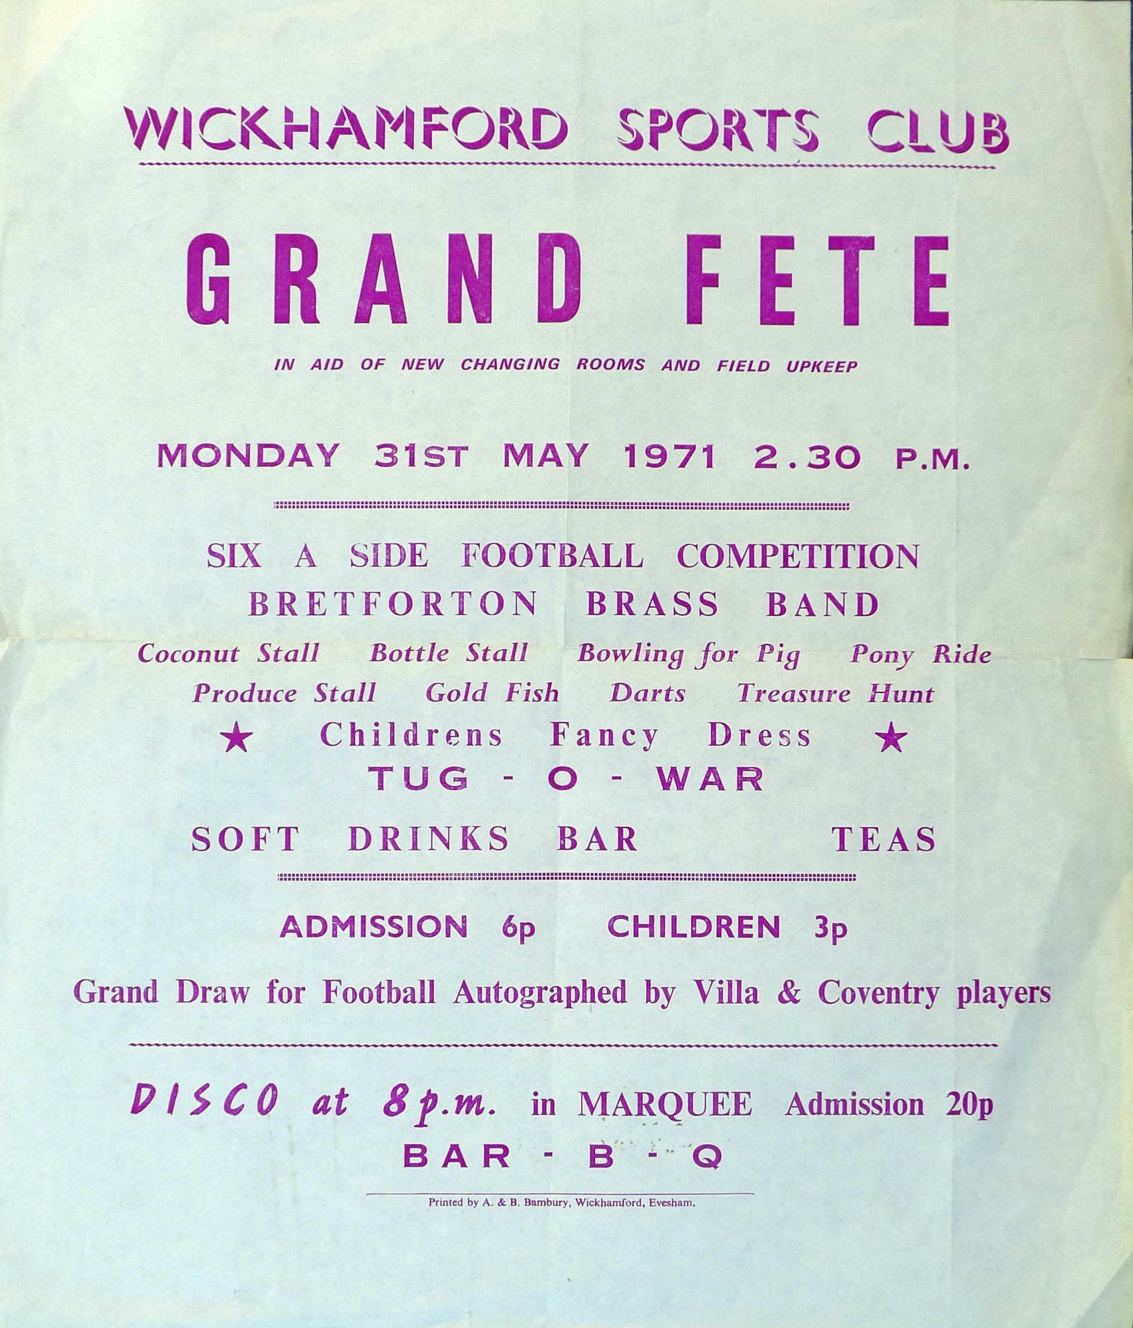 WICKHAMFORD SPORTS CLUB
GRAND FETE
IN AID OF NEW CHANGING ROOMS AND FIELD UPKEEP
MONDAY 31ST MAY 1971 2.30 P.M.
SIX A SIDE FOOTBALL COMPETITION
BRETFORTON BRASS BAND
Coconut Stall Bottle Stall Bowling for Pig Pony Ride
Produce Stall Gold Fish Darts Treasure Hunt
★ Childrens Fancy Dress ★
TUG - O - WAR
SOFT DRINKS BAR TEAS
ADMISSION 6p CHILDREN 3p
Grand Draw for Football Autographed by Villa & Coventry players
DISCO at 8p.m. in MARQUEE Admission 20p
BAR - B - Q
Printed by A. & B. Bambury, Wickhamford, Evesham.